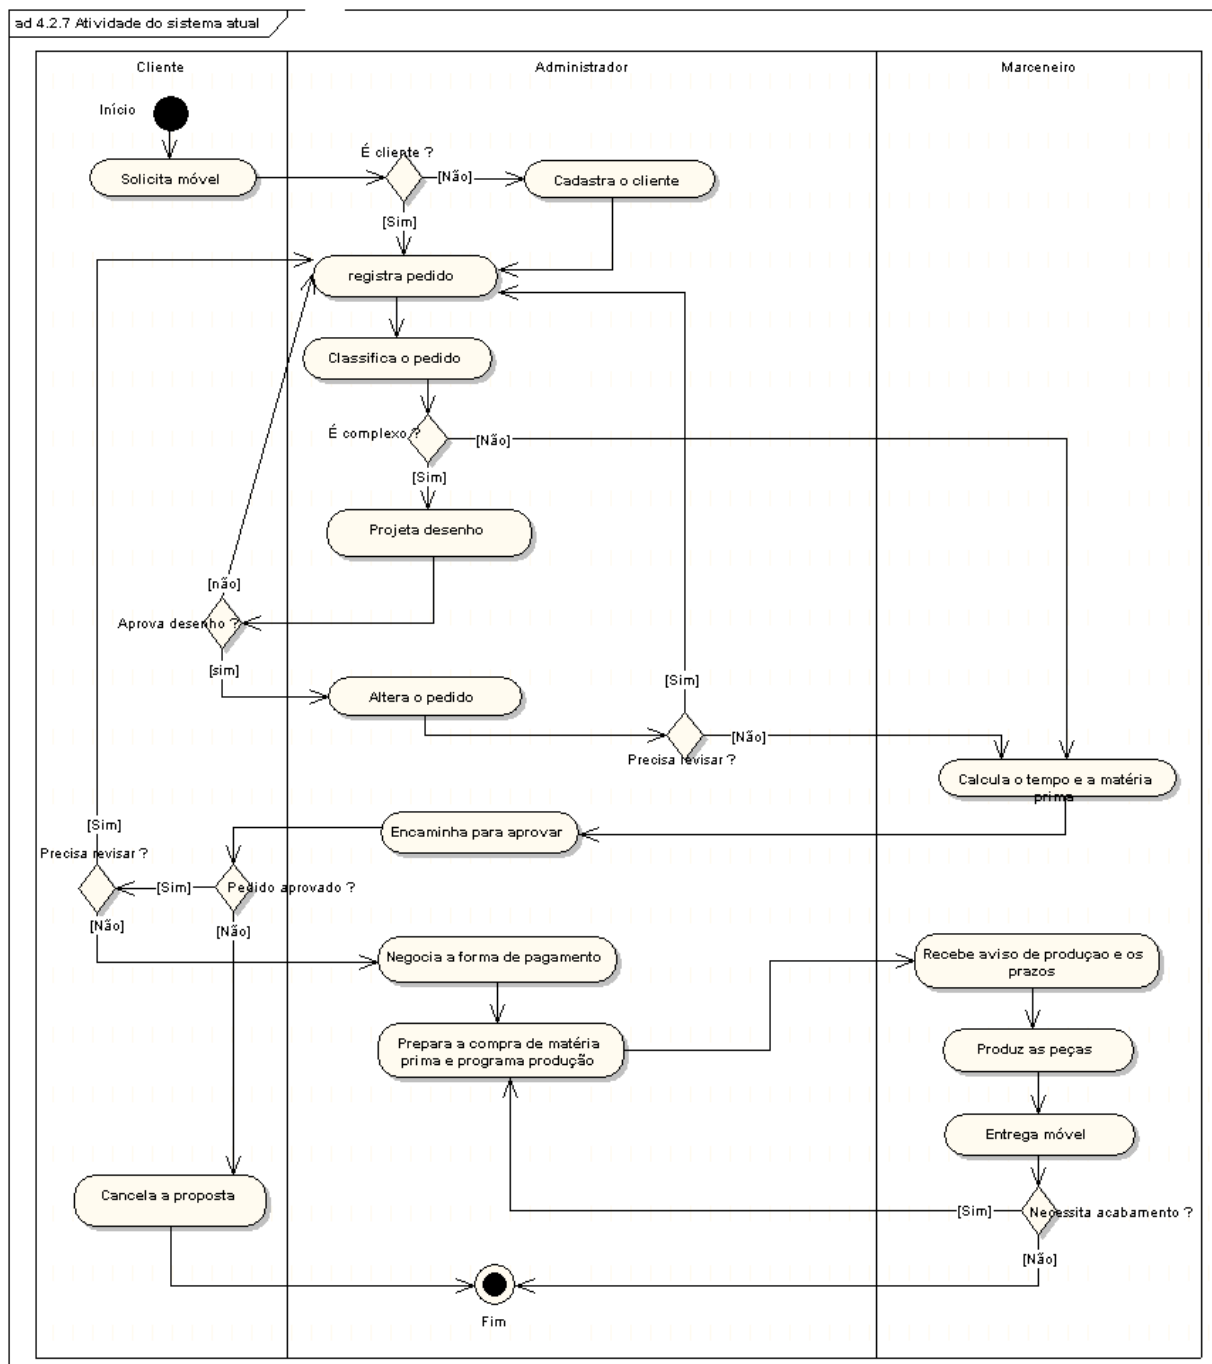 ad 4.2.7 Atividade do sistema atual
Cliente
Administrador
Marceneiro
Início
Solicita móvel
É cliente ?
[Não]
Cadastra o cliente
[Sim]
registra pedido
Classifica o pedido
É complexo ?
[Não]
[Sim]
Projeta desenho
[não]
Aprova desenho ?
[sim]
Altera o pedido
[Sim]
[Não]
Precisa revisar ?
Calcula o tempo e a matéria
prima
Encaminha para aprovar
[Sim]
Precisa revisar ?
[Sim]
Pedido aprovado ?
[Não]
[Não]
Negocia a forma de pagamento
Recebe aviso de produçao e os
prazos
Prepara a compra de matéria
prima e programa produção
Produz as peças
Entrega móvel
Cancela a proposta
[Sim]
Necessita acabamento ?
[Não]
Fim